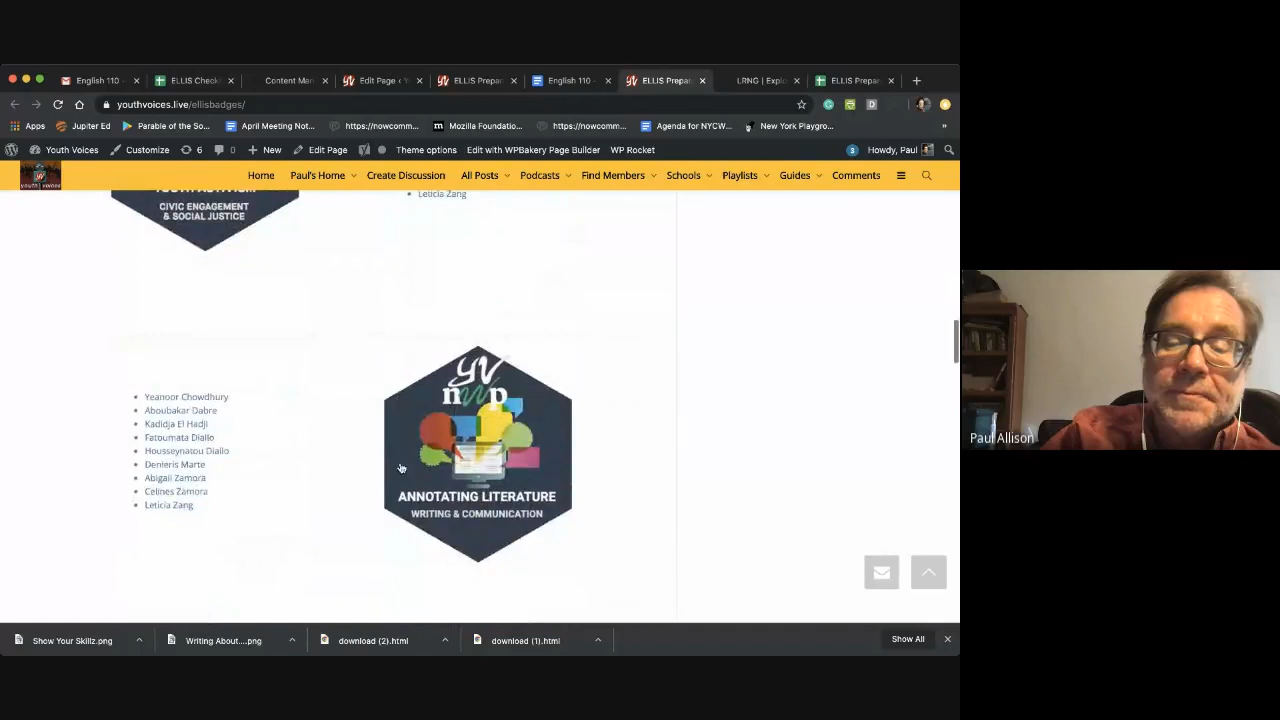 English 110
ELLIS Check
Content Man
Edit Page ‹ Y
ELLIS Prepar
English 110
ELLIS Prepar
LRNG | Explo
ELLIS Prepar
youthvoices.live/ellisbadges/
Apps
Jupiter Ed
Parable of the So...
April Meeting Not...
https://nowcomm...
Mozilla Foundatio...
https://nowcomm...
Agenda for NYCW...
New York Playgro...
Youth Voices
Customize
6
0
New
Edit Page
Theme options
Edit with WPBakery Page Builder
WP Rocket
3
Howdy, Paul
Home
Paul's Home
Create Discussion
All Posts
Podcasts
Find Members
Schools
Playlists
Guides
Comments
CIVIC ENGAGEMENT
& SOCIAL JUSTICE
Leticia Zang
Yeanoor Chowdhury
Aboubakar Dabre
Kadidja El Hadji
Fatoumata Diallo
Housseynatou Diallo
Denieris Marte
Abigail Zamora
Celines Zamora
Leticia Zang
yv
nwp
ANNOTATING LITERATURE
WRITING & COMMUNICATION
Paul Allison
Show Your Skillz.png
Writing About....png
download (2).html
download (1).html
Show All